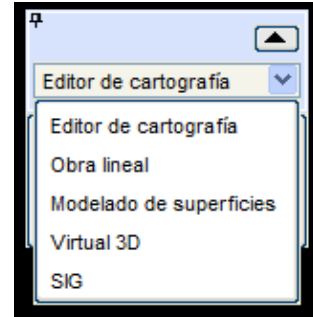 Editor de cartografía
Editor de cartografía
Obra lineal
Modelado de superficies
Virtual 3D
SIG